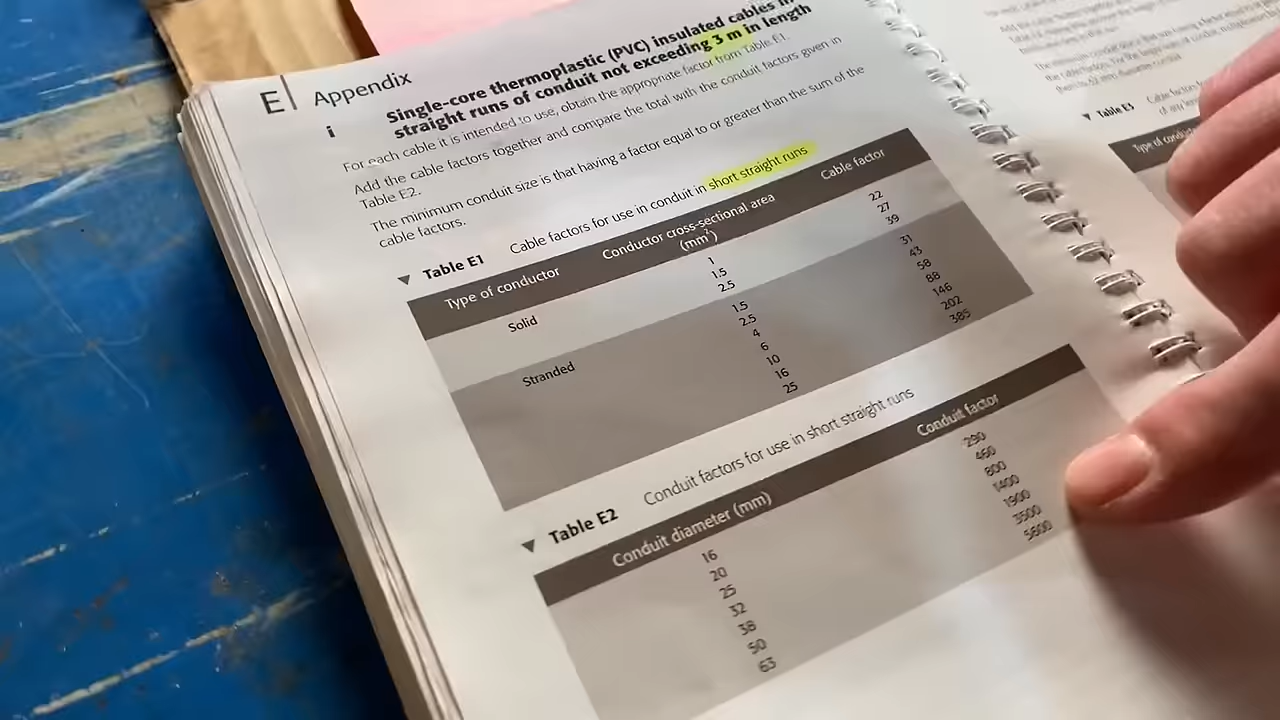 E Appendix
i
Single-core thermoplastic (PVC) insulated cables in
straight runs of conduit not exceeding 3 m in length
For each cable it is intended to use, obtain the appropriate factor from Table E1.
Add the cable factors together and compare the total with the conduit factors given in
Table E2.
The minimum conduit size is that having a factor equal to or greater than the sum of the
cable factors.
Table E1 Cable factors for use in conduit in short straight runs
Type of conductor Conductor cross-sectional area Cable factor
(mm²)
Solid 1 22
1.5 27
2.5 39
Stranded 1.5 31
2.5 43
4 58
6 88
10 146
16 202
25 385
Table E2 Conduit factors for use in short straight runs
Conduit diameter (mm) Conduit factor
16 290
20 460
25 800
32 1400
38 1900
50 3500
63 5600
Table E3 Cable factors
Type of